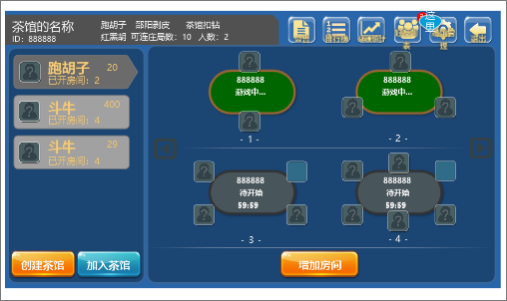 茶馆的名称
ID: 888888
跑胡子 邵阳剥皮 茶馆扣钻
红黑胡 可连庄局数: 10 人数: 2
这里
跑胡子 20
已开房间: 2
斗牛 400
已开房间: 4
斗牛 29
已开房间: 4
888888
游戏中...
- 1 -
888888
游戏中...
- 2 -
888888
待开始
59:59
- 3 -
888888
待开始
59:59
- 4 -
创建茶馆
加入茶馆
增加房间